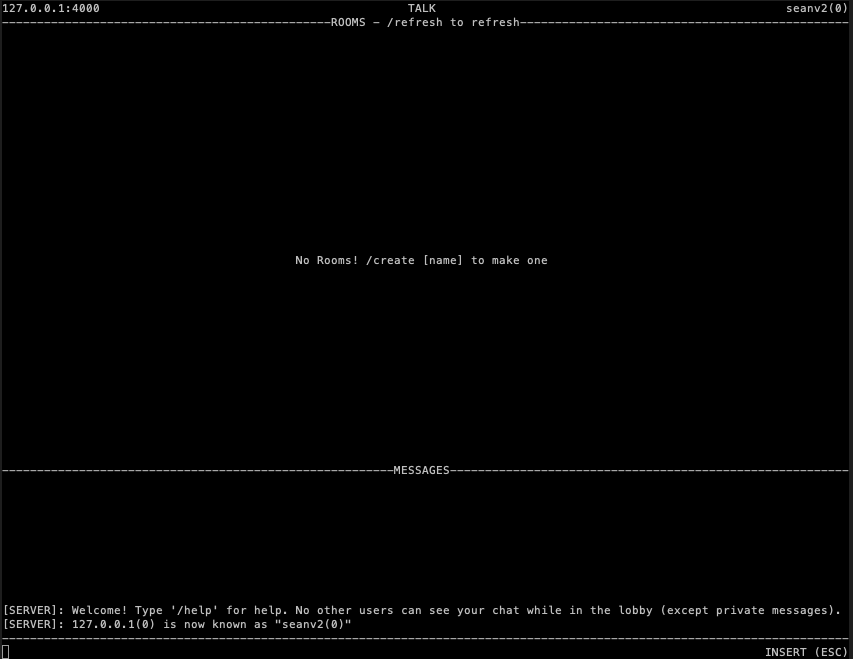 127.0.0.1:4000 TALK seanv2(0)
ROOMS – /refresh to refresh
No Rooms! /create [name] to make one
MESSAGES
[SERVER]: Welcome! Type '/help' for help. No other users can see your chat while in the lobby (except private messages).
[SERVER]: 127.0.0.1(0) is now known as "seanv2(0)"
INSERT (ESC)